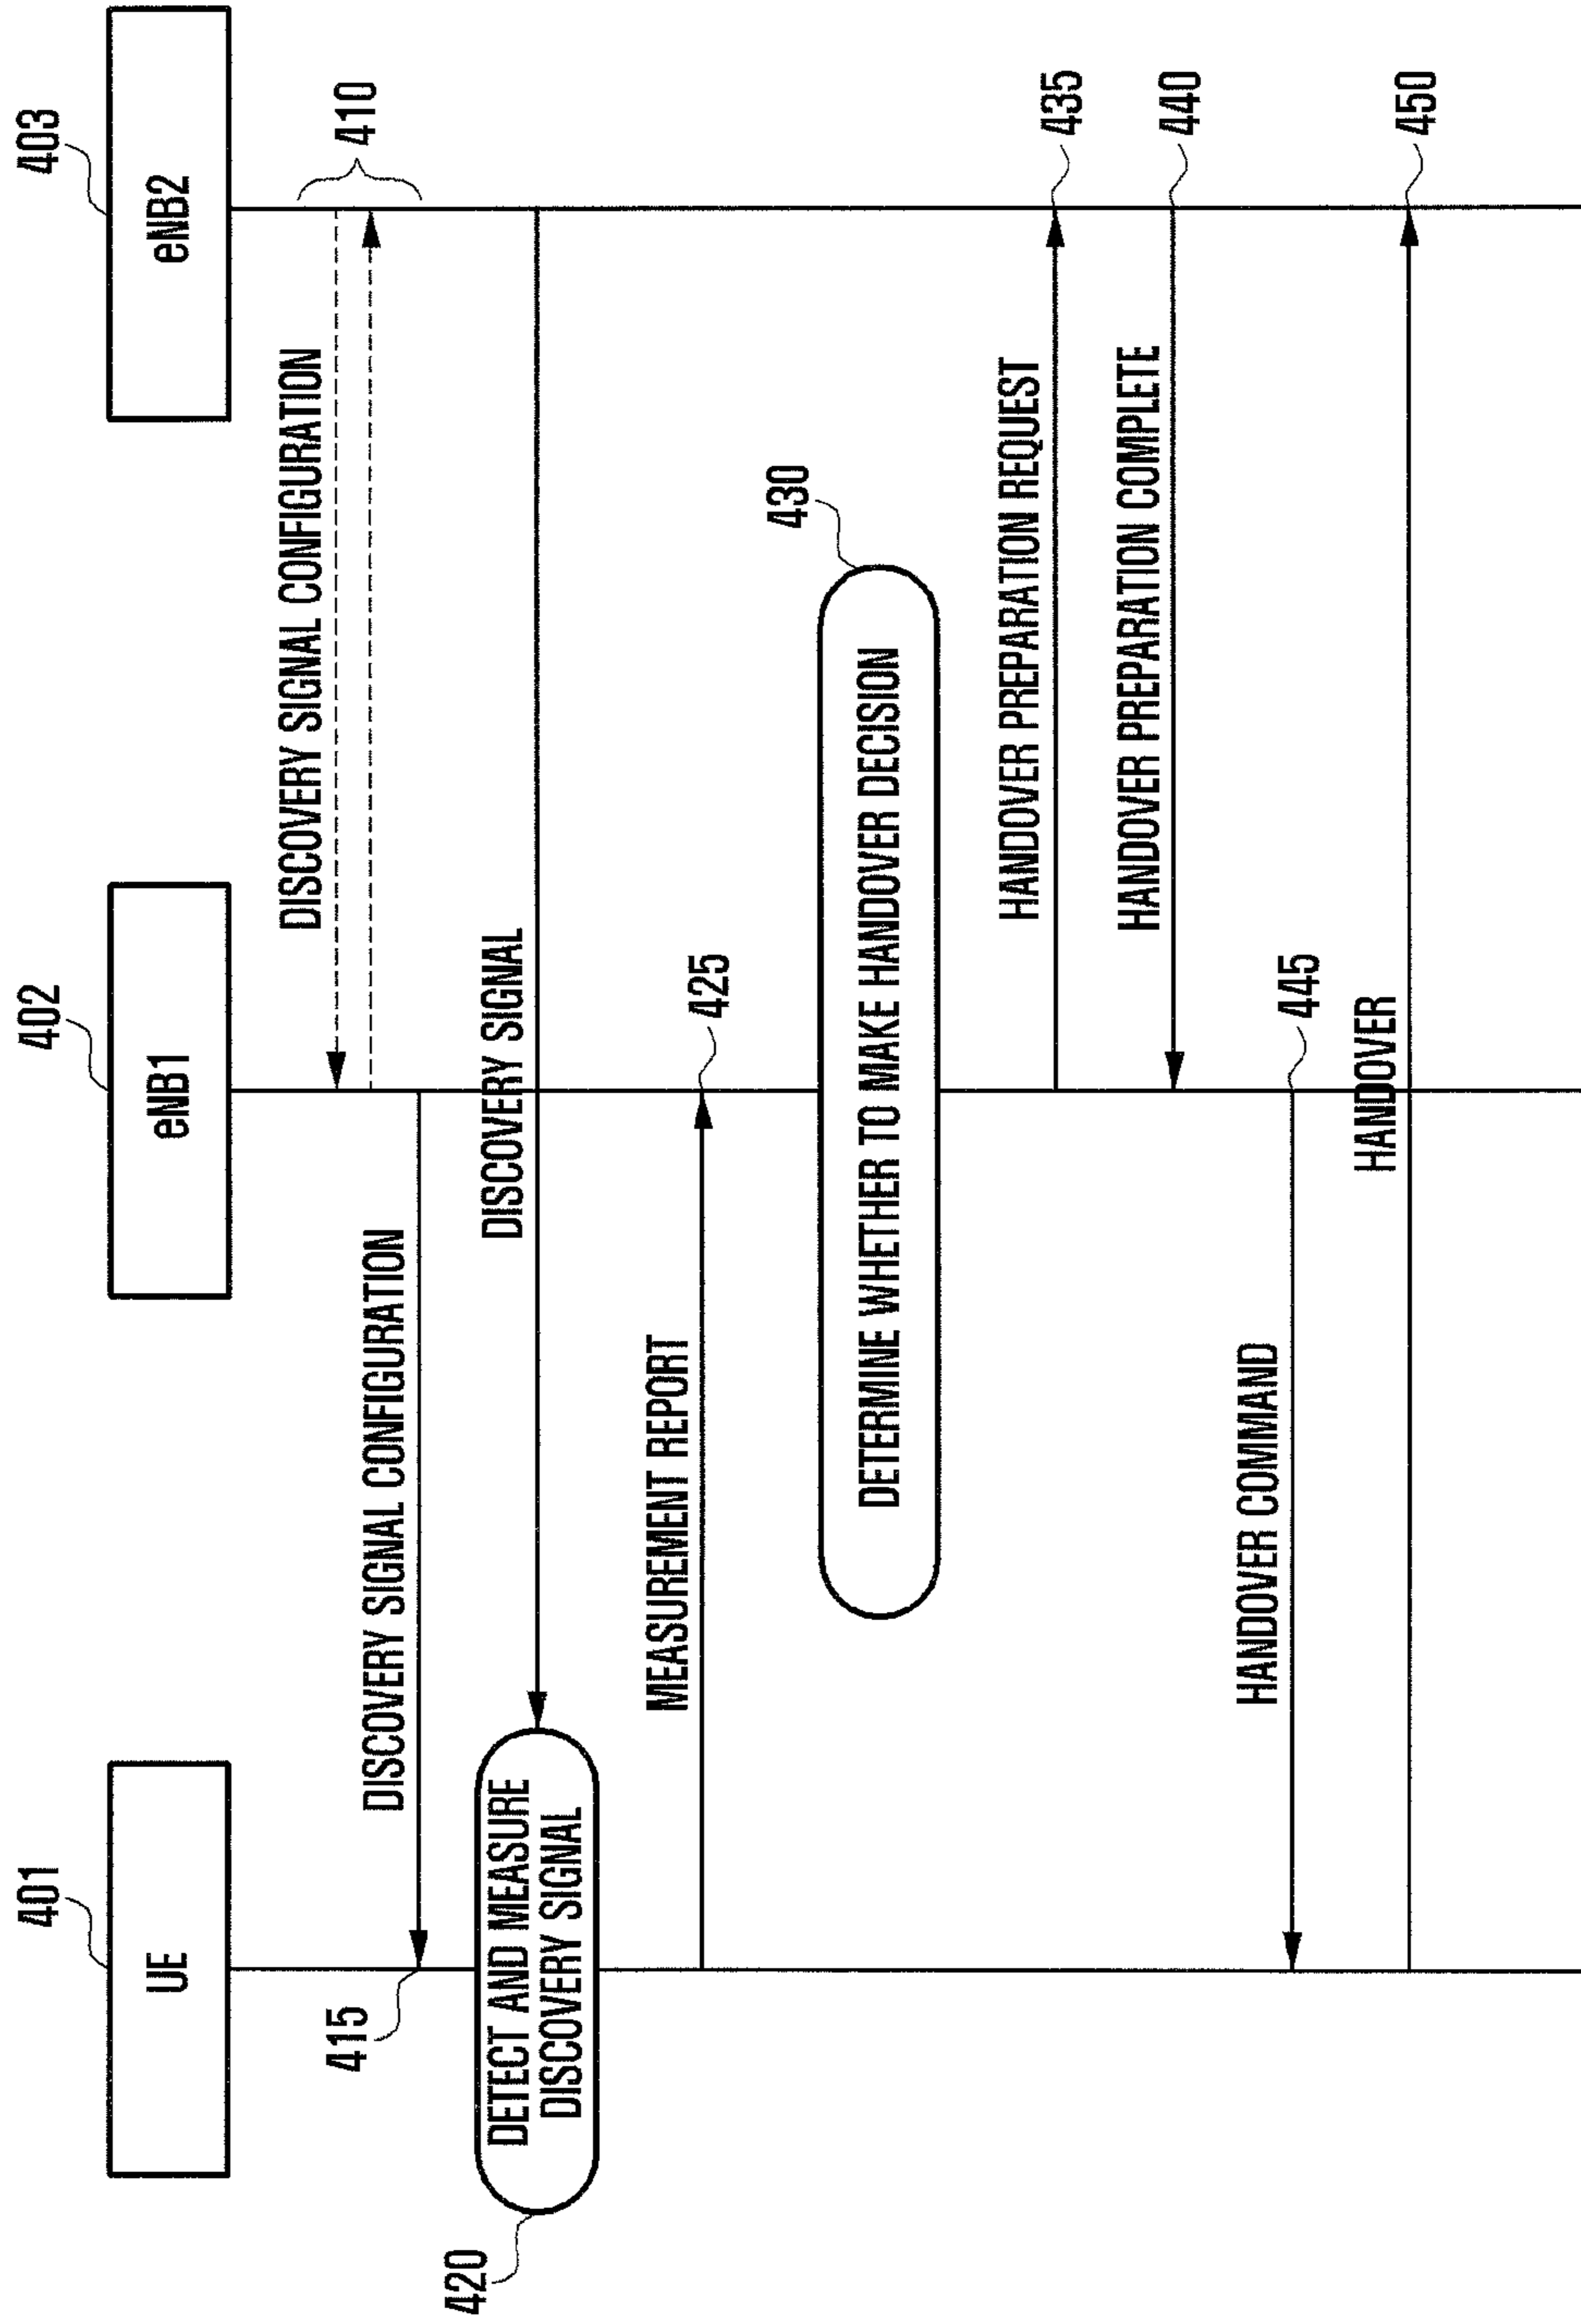 401
UE
402
eNB1
403
eNB2
DISCOVERY SIGNAL CONFIGURATION
410
DISCOVERY SIGNAL CONFIGURATION
415
DISCOVERY SIGNAL
DETECT AND MEASURE
DISCOVERY SIGNAL
420
MEASUREMENT REPORT
425
430
DETERMINE WHETHER TO MAKE HANDOVER DECISION
HANDOVER PREPARATION REQUEST
435
HANDOVER PREPARATION COMPLETE
440
HANDOVER COMMAND
445
HANDOVER
450